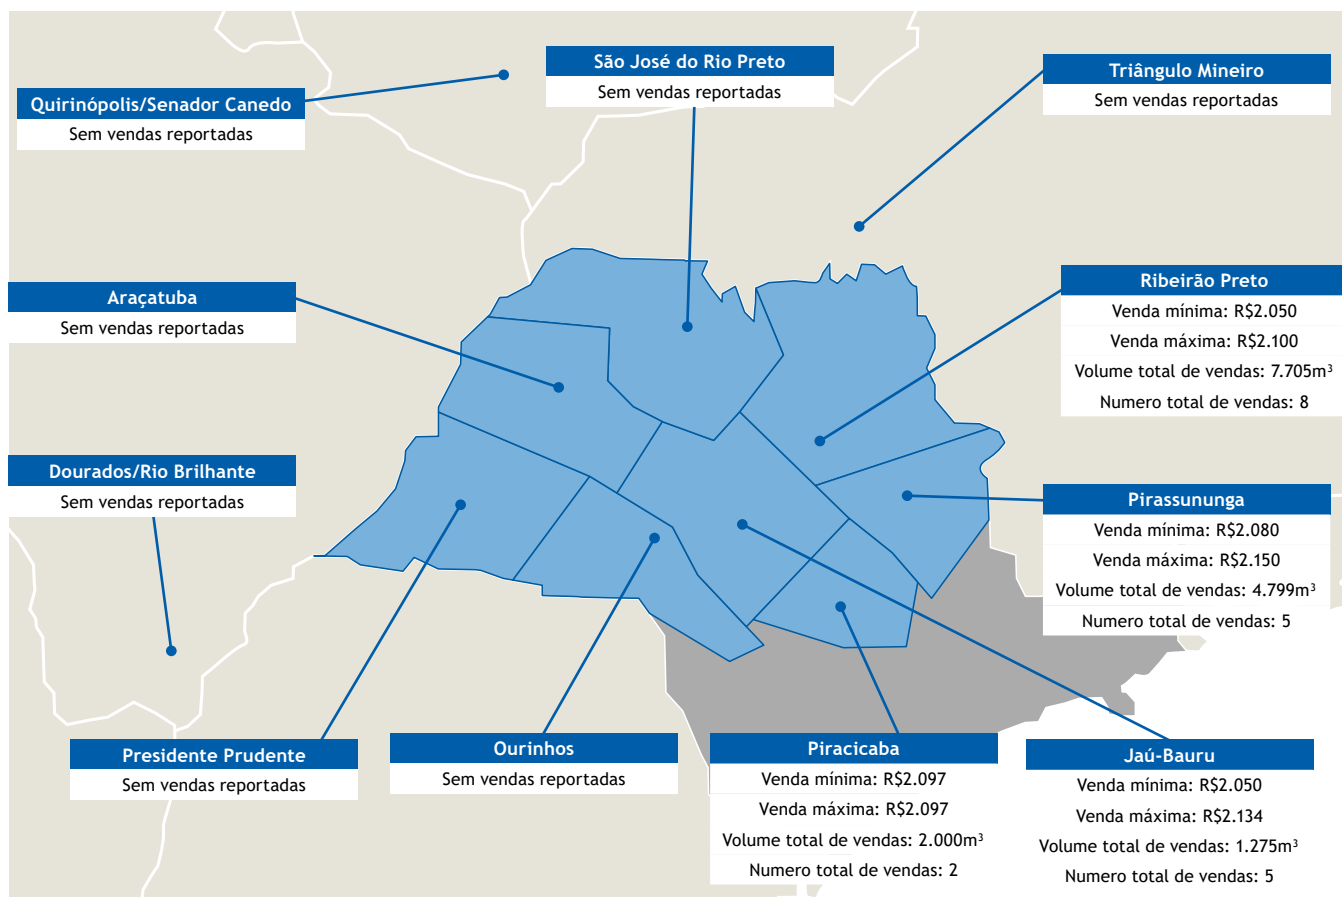 São José do Rio Preto
Sem vendas reportadas
Triângulo Mineiro
Sem vendas reportadas
Quirinópolis/Senador Canedo
Sem vendas reportadas
Araçatuba
Sem vendas reportadas
Ribeirão Preto
Venda mínima: R$2.050
Venda máxima: R$2.100
Volume total de vendas: 7.705m³
Numero total de vendas: 8
Dourados/Rio Brilhante
Sem vendas reportadas
Pirassununga
Venda mínima: R$2.080
Venda máxima: R$2.150
Volume total de vendas: 4.799m³
Numero total de vendas: 5
Presidente Prudente
Sem vendas reportadas
Ourinhos
Sem vendas reportadas
Piracicaba
Venda mínima: R$2.097
Venda máxima: R$2.097
Volume total de vendas: 2.000m³
Numero total de vendas: 2
Jaú-Bauru
Venda mínima: R$2.050
Venda máxima: R$2.134
Volume total de vendas: 1.275m³
Numero total de vendas: 5